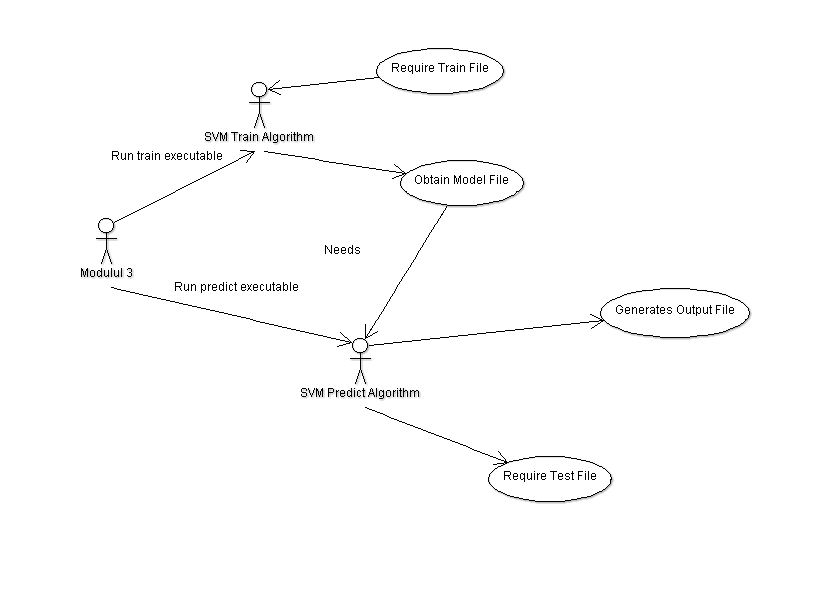 Require Train File
SVM Train Algorithm
Run train executable
Obtain Model File
Modulul 3
Needs
Run predict executable
Generates Output File
SVM Predict Algorithm
Require Test File